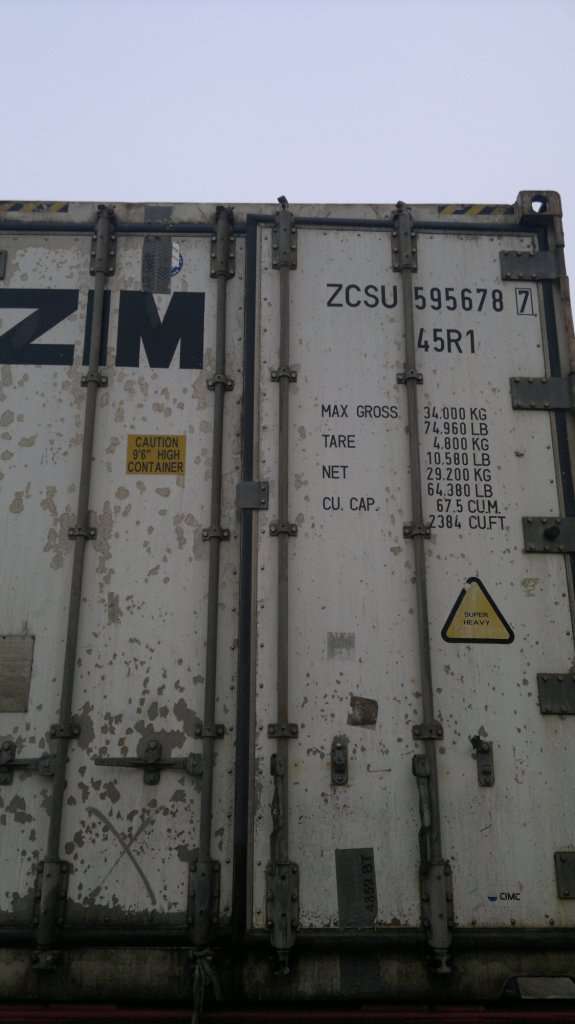 ZIM
ZCSU 595678 7
45R1
MAX GROSS. 34.000 KG
74.960 LB
TARE 4.800 KG
10.580 LB
NET 29.200 KG
64.380 LB
CU. CAP. 67.5 CU.M.
2384 CU.FT.
CAUTION
9'6" HIGH
CONTAINER
SUPER
HEAVY
CIMC